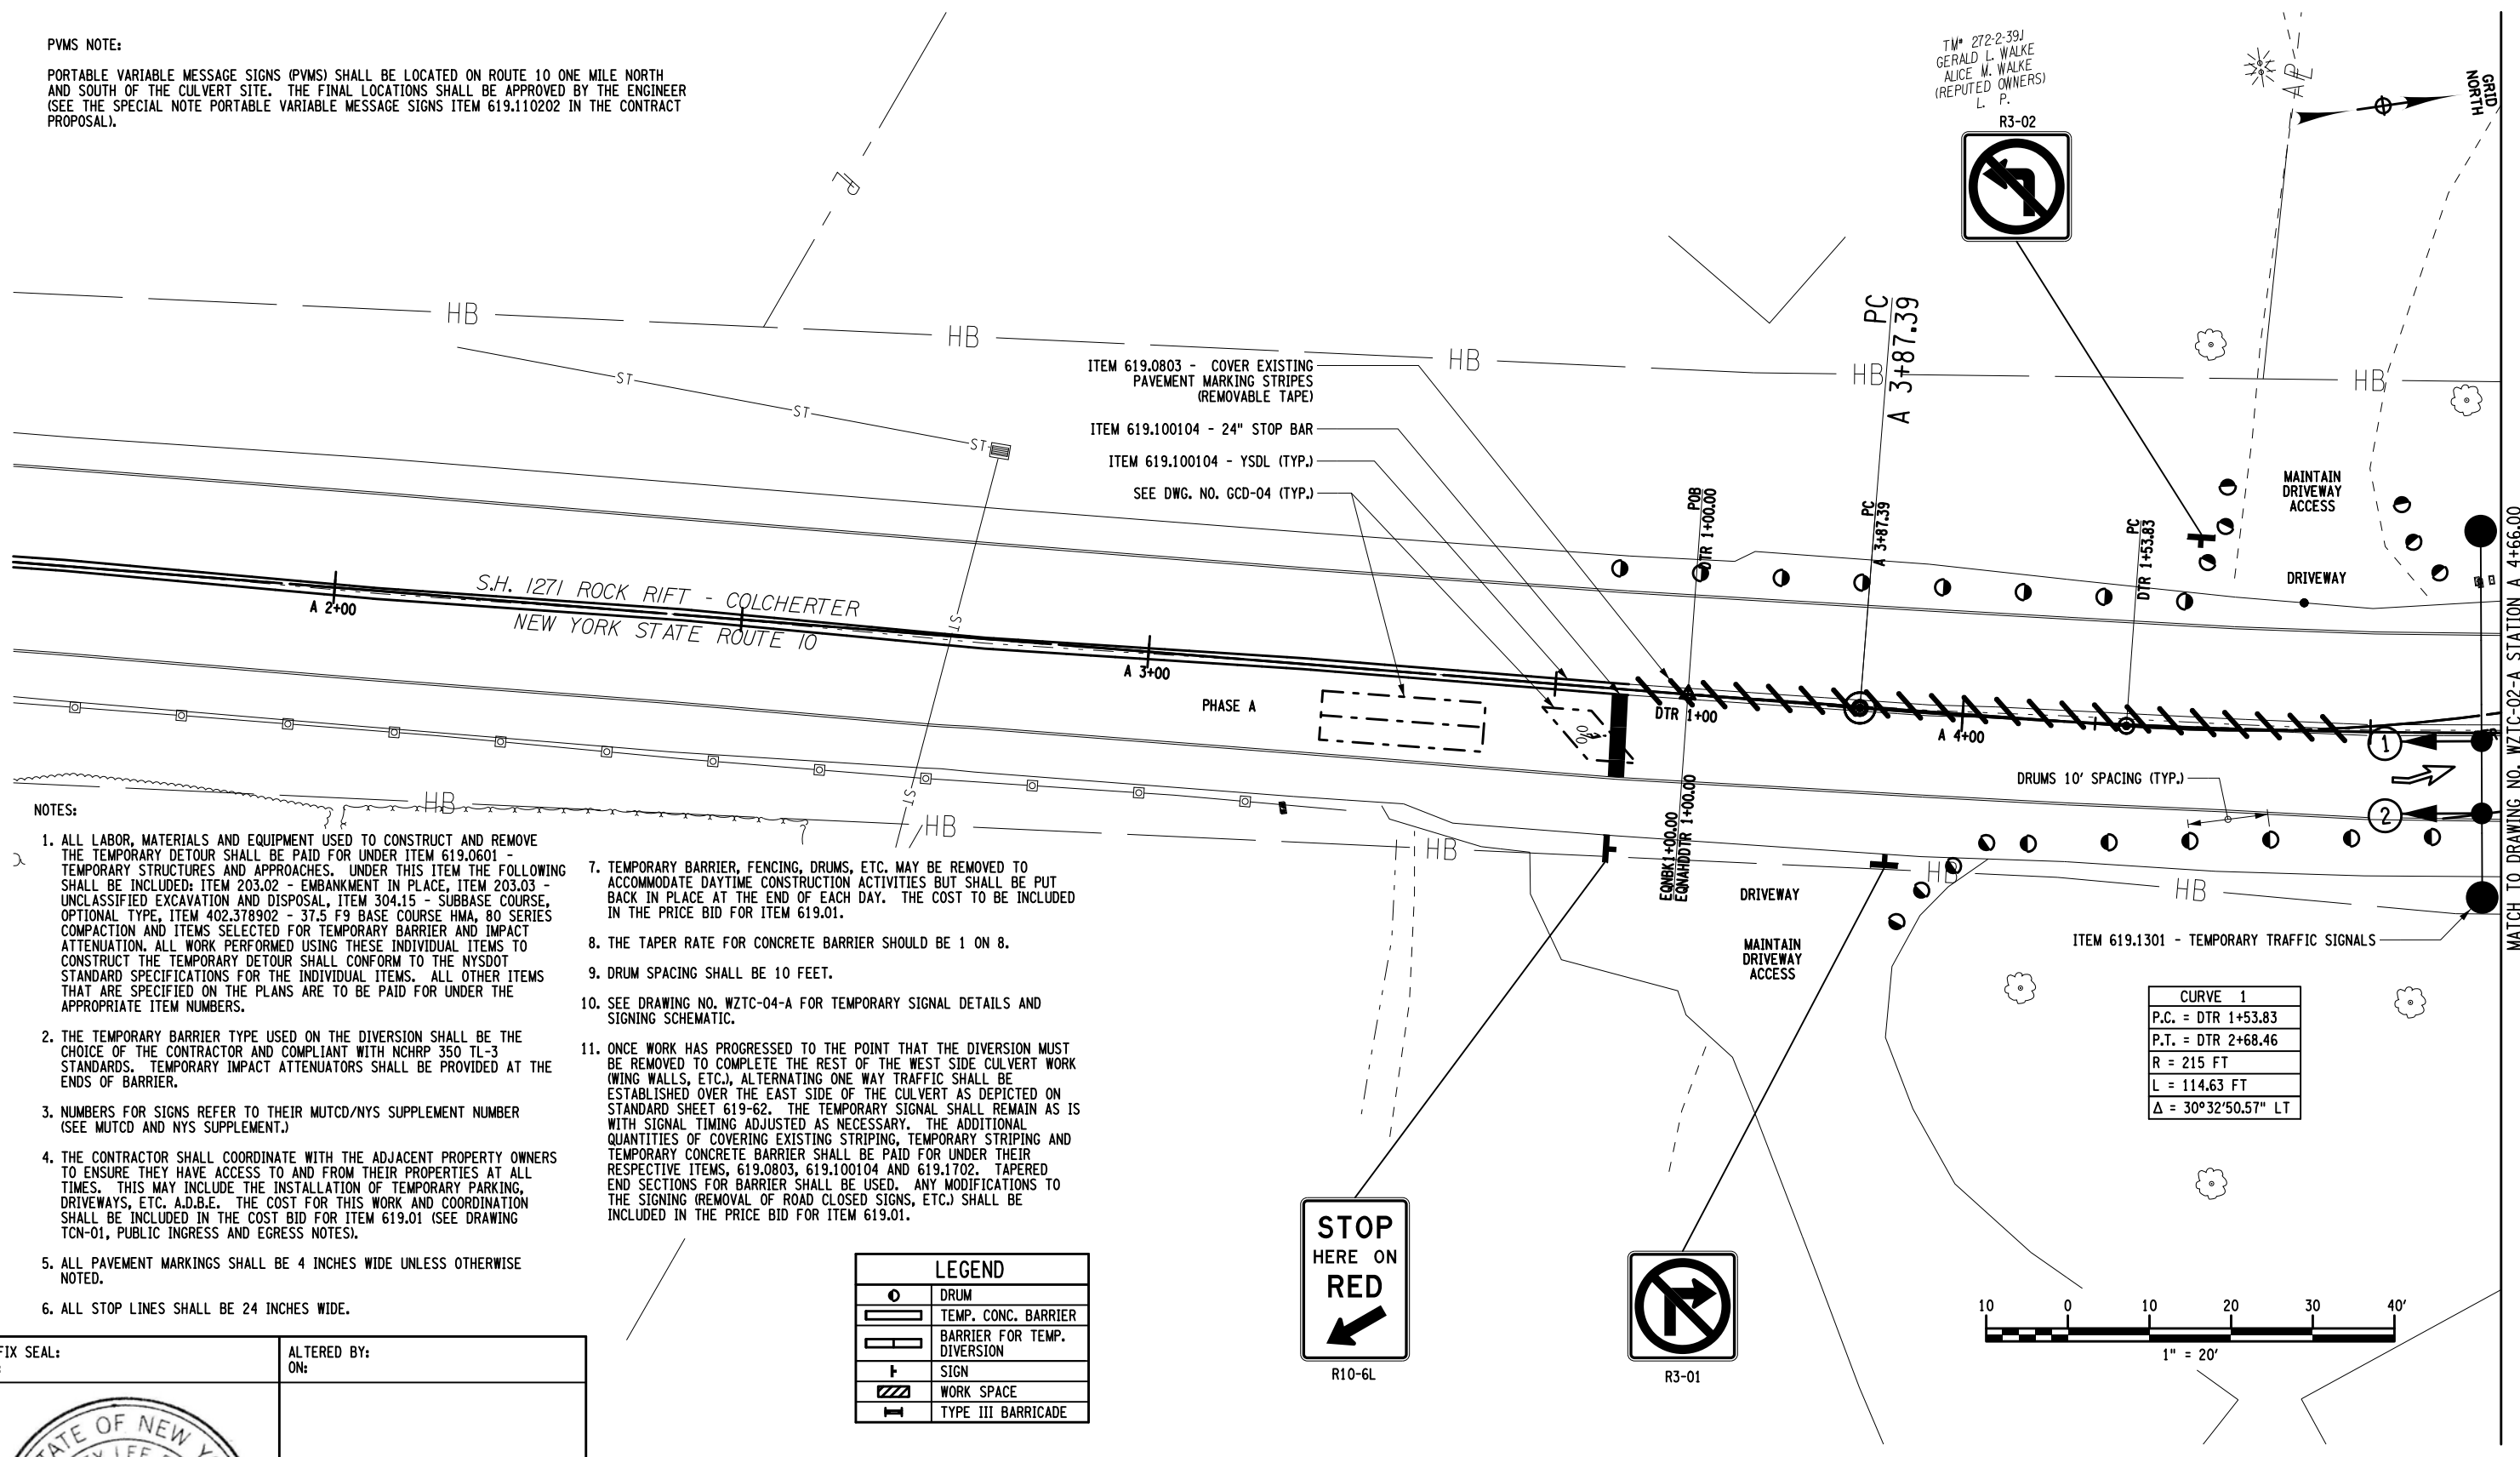 PVMS NOTE:
PORTABLE VARIABLE MESSAGE SIGNS (PVMS) SHALL BE LOCATED ON ROUTE 10 ONE MILE NORTH
AND SOUTH OF THE CULVERT SITE. THE FINAL LOCATIONS SHALL BE APPROVED BY THE ENGINEER
(SEE THE SPECIAL NOTE PORTABLE VARIABLE MESSAGE SIGNS ITEM 619.110202 IN THE CONTRACT
PROPOSAL).
TM# 272-2-39.1
GERALD L. WALKE
ALICE M. WALKE
(REPUTED OWNERS)
L. P.
R3-02
GRID
NORTH
HB
HB
HB
HB
HB
PC
A 3+87.39
ST
ST
ST
ST
ST
ITEM 619.0803 - COVER EXISTING
PAVEMENT MARKING STRIPES
(REMOVABLE TAPE)
ITEM 619.100104 - 24" STOP BAR
ITEM 619.100104 - YSDL (TYP.)
SEE DWG. NO. GCD-04 (TYP.)
POB
DTR 1+00.00
PC
A 3+87.39
PC
DTR 1+53.83
MAINTAIN
DRIVEWAY
ACCESS
DRIVEWAY
S.H. 1271 ROCK RIFT - COLCHERTER
NEW YORK STATE ROUTE 10
A 2+00
A 3+00
PHASE A
DTR 1+00
A 4+00
1
2
DRUMS 10' SPACING (TYP.)
EQNBK1+00.00
EQNAHDDTR 1+00.00
DRIVEWAY
MAINTAIN
DRIVEWAY
ACCESS
HB
HB
HB
HB
HB
ITEM 619.1301 - TEMPORARY TRAFFIC SIGNALS
MATCH TO DRAWING NO. WZTC-02-A STATION A 4+66.00
NOTES:
1. ALL LABOR, MATERIALS AND EQUIPMENT USED TO CONSTRUCT AND REMOVE
THE TEMPORARY DETOUR SHALL BE PAID FOR UNDER ITEM 619.0601 -
TEMPORARY STRUCTURES AND APPROACHES. UNDER THIS ITEM THE FOLLOWING
SHALL BE INCLUDED: ITEM 203.02 - EMBANKMENT IN PLACE, ITEM 203.03 -
UNCLASSIFIED EXCAVATION AND DISPOSAL, ITEM 304.15 - SUBBASE COURSE,
OPTIONAL TYPE, ITEM 402.378902 - 37.5 F9 BASE COURSE HMA, 80 SERIES
COMPACTION AND ITEMS SELECTED FOR TEMPORARY BARRIER AND IMPACT
ATTENUATION. ALL WORK PERFORMED USING THESE INDIVIDUAL ITEMS TO
CONSTRUCT THE TEMPORARY DETOUR SHALL CONFORM TO THE NYSDOT
STANDARD SPECIFICATIONS FOR THE INDIVIDUAL ITEMS. ALL OTHER ITEMS
THAT ARE SPECIFIED ON THE PLANS ARE TO BE PAID FOR UNDER THE
APPROPRIATE ITEM NUMBERS.
2. THE TEMPORARY BARRIER TYPE USED ON THE DIVERSION SHALL BE THE
CHOICE OF THE CONTRACTOR AND COMPLIANT WITH NCHRP 350 TL-3
STANDARDS. TEMPORARY IMPACT ATTENUATORS SHALL BE PROVIDED AT THE
ENDS OF BARRIER.
3. NUMBERS FOR SIGNS REFER TO THEIR MUTCD/NYS SUPPLEMENT NUMBER
(SEE MUTCD AND NYS SUPPLEMENT.)
4. THE CONTRACTOR SHALL COORDINATE WITH THE ADJACENT PROPERTY OWNERS
TO ENSURE THEY HAVE ACCESS TO AND FROM THEIR PROPERTIES AT ALL
TIMES. THIS MAY INCLUDE THE INSTALLATION OF TEMPORARY PARKING,
DRIVEWAYS, ETC. A.D.B.E. THE COST FOR THIS WORK AND COORDINATION
SHALL BE INCLUDED IN THE COST BID FOR ITEM 619.01 (SEE DRAWING
TCN-01, PUBLIC INGRESS AND EGRESS NOTES).
5. ALL PAVEMENT MARKINGS SHALL BE 4 INCHES WIDE UNLESS OTHERWISE
NOTED.
6. ALL STOP LINES SHALL BE 24 INCHES WIDE.
7. TEMPORARY BARRIER, FENCING, DRUMS, ETC. MAY BE REMOVED TO
ACCOMMODATE DAYTIME CONSTRUCTION ACTIVITIES BUT SHALL BE PUT
BACK IN PLACE AT THE END OF EACH DAY. THE COST TO BE INCLUDED
IN THE PRICE BID FOR ITEM 619.01.
8. THE TAPER RATE FOR CONCRETE BARRIER SHOULD BE 1 ON 8.
9. DRUM SPACING SHALL BE 10 FEET.
10. SEE DRAWING NO. WZTC-04-A FOR TEMPORARY SIGNAL DETAILS AND
SIGNING SCHEMATIC.
11. ONCE WORK HAS PROGRESSED TO THE POINT THAT THE DIVERSION MUST
BE REMOVED TO COMPLETE THE REST OF THE WEST SIDE CULVERT WORK
(WING WALLS, ETC.), ALTERNATING ONE WAY TRAFFIC SHALL BE
ESTABLISHED OVER THE EAST SIDE OF THE CULVERT AS DEPICTED ON
STANDARD SHEET 619-62. THE TEMPORARY SIGNAL SHALL REMAIN AS IS
WITH SIGNAL TIMING ADJUSTED AS NECESSARY. THE ADDITIONAL
QUANTITIES OF COVERING EXISTING STRIPING, TEMPORARY STRIPING AND
TEMPORARY CONCRETE BARRIER SHALL BE PAID FOR UNDER THEIR
RESPECTIVE ITEMS, 619.0803, 619.100104 AND 619.1702. TAPERED
END SECTIONS FOR BARRIER SHALL BE USED. ANY MODIFICATIONS TO
THE SIGNING (REMOVAL OF ROAD CLOSED SIGNS, ETC.) SHALL BE
INCLUDED IN THE PRICE BID FOR ITEM 619.01.
CURVE 1
P.C. = DTR 1+53.83
P.T. = DTR 2+68.46
R = 215 FT
L = 114.63 FT
Δ = 30°32'50.57" LT
LEGEND
DRUM
TEMP. CONC. BARRIER
BARRIER FOR TEMP.
DIVERSION
SIGN
WORK SPACE
TYPE III BARRICADE
STOP
HERE ON
RED
R10-6L
R3-01
10 0 10 20 30 40'
1" = 20'
FIX SEAL:
ALTERED BY:
ON:
STATE OF NEW
LEE